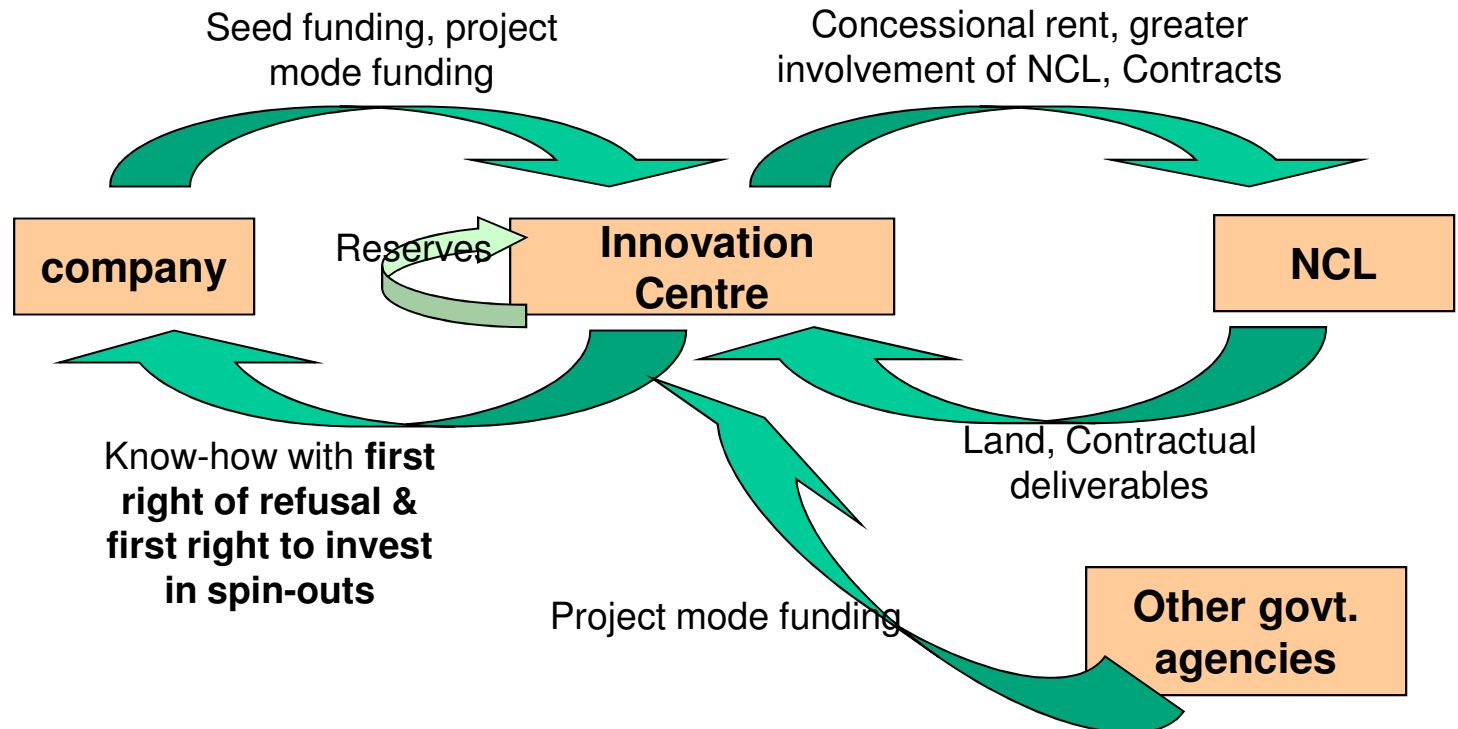 Seed funding, project
mode funding
Concessional rent, greater
involvement of NCL, Contracts
company
Reserves
Innovation
Centre
NCL
Know-how with first
right of refusal &
first right to invest
in spin-outs
Land, Contractual
deliverables
Project mode funding
Other govt.
agencies